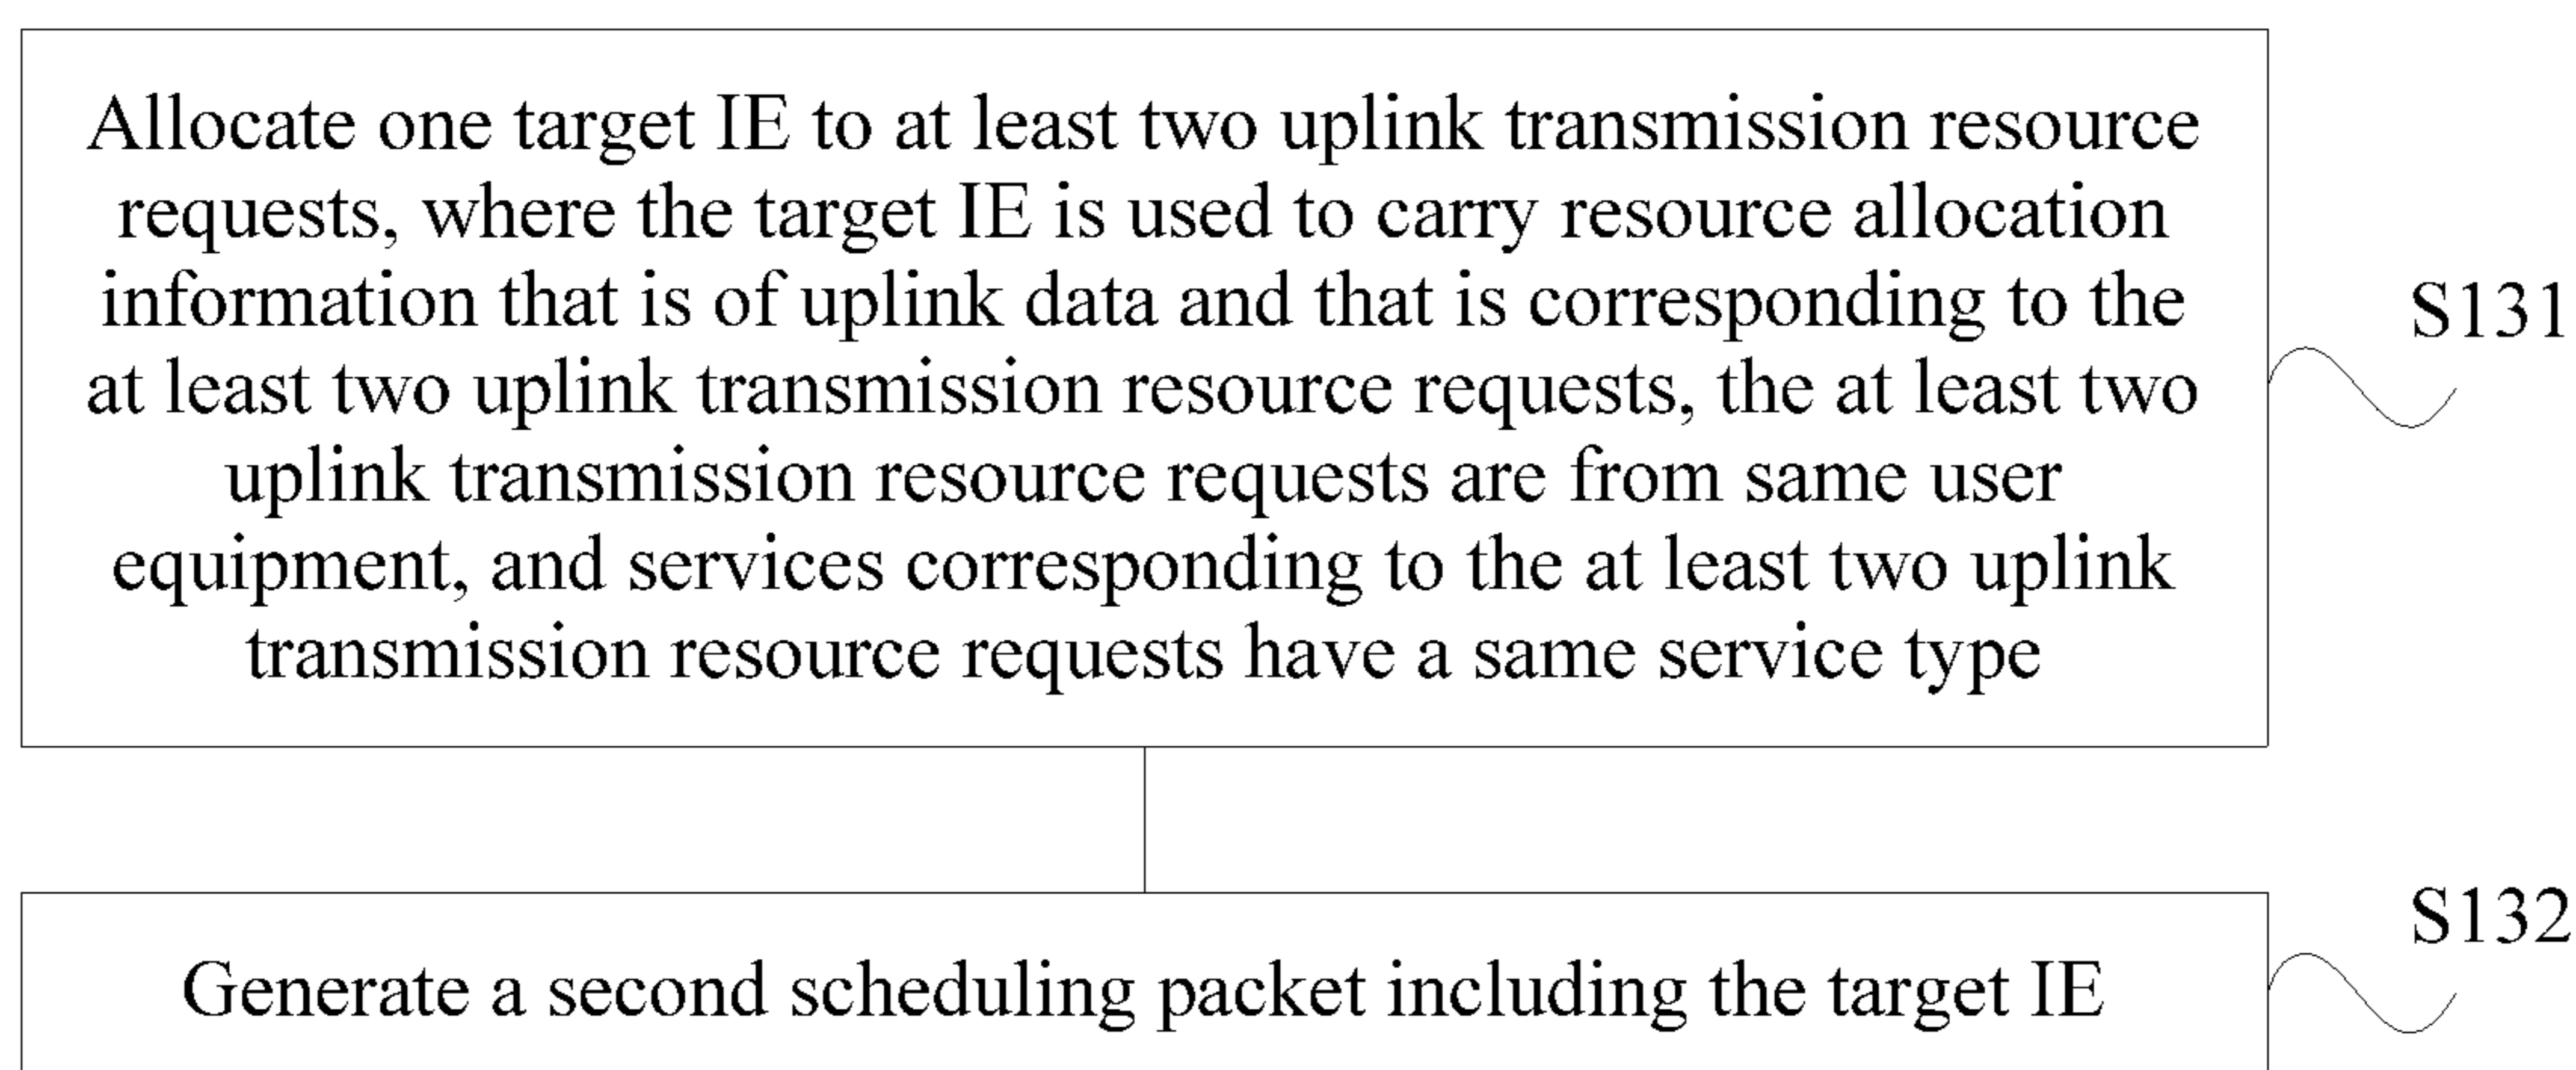 Allocate one target IE to at least two uplink transmission resource
requests, where the target IE is used to carry resource allocation
information that is of uplink data and that is corresponding to the
at least two uplink transmission resource requests, the at least two
uplink transmission resource requests are from same user
equipment, and services corresponding to the at least two uplink
transmission resource requests have a same service type
S131
S132
Generate a second scheduling packet including the target IE